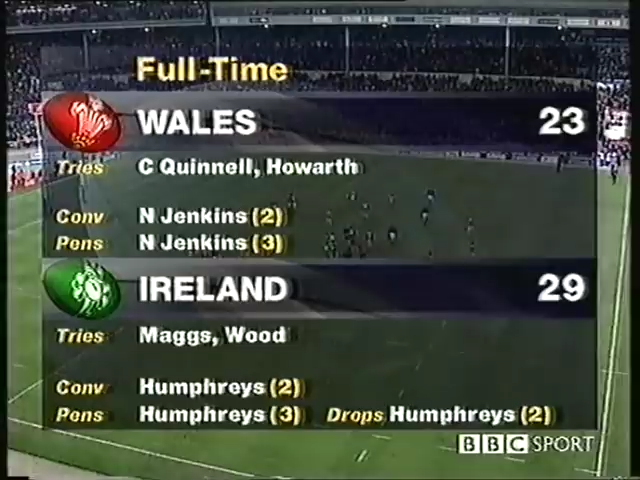 Full-Time
WALES 23
Tries C Quinnell, Howarth
Conv N Jenkins (2)
Pens N Jenkins (3)
IRELAND 29
Tries Maggs, Wood
Conv Humphreys (2)
Pens Humphreys (3) Drops Humphreys (2)
BBC SPORT